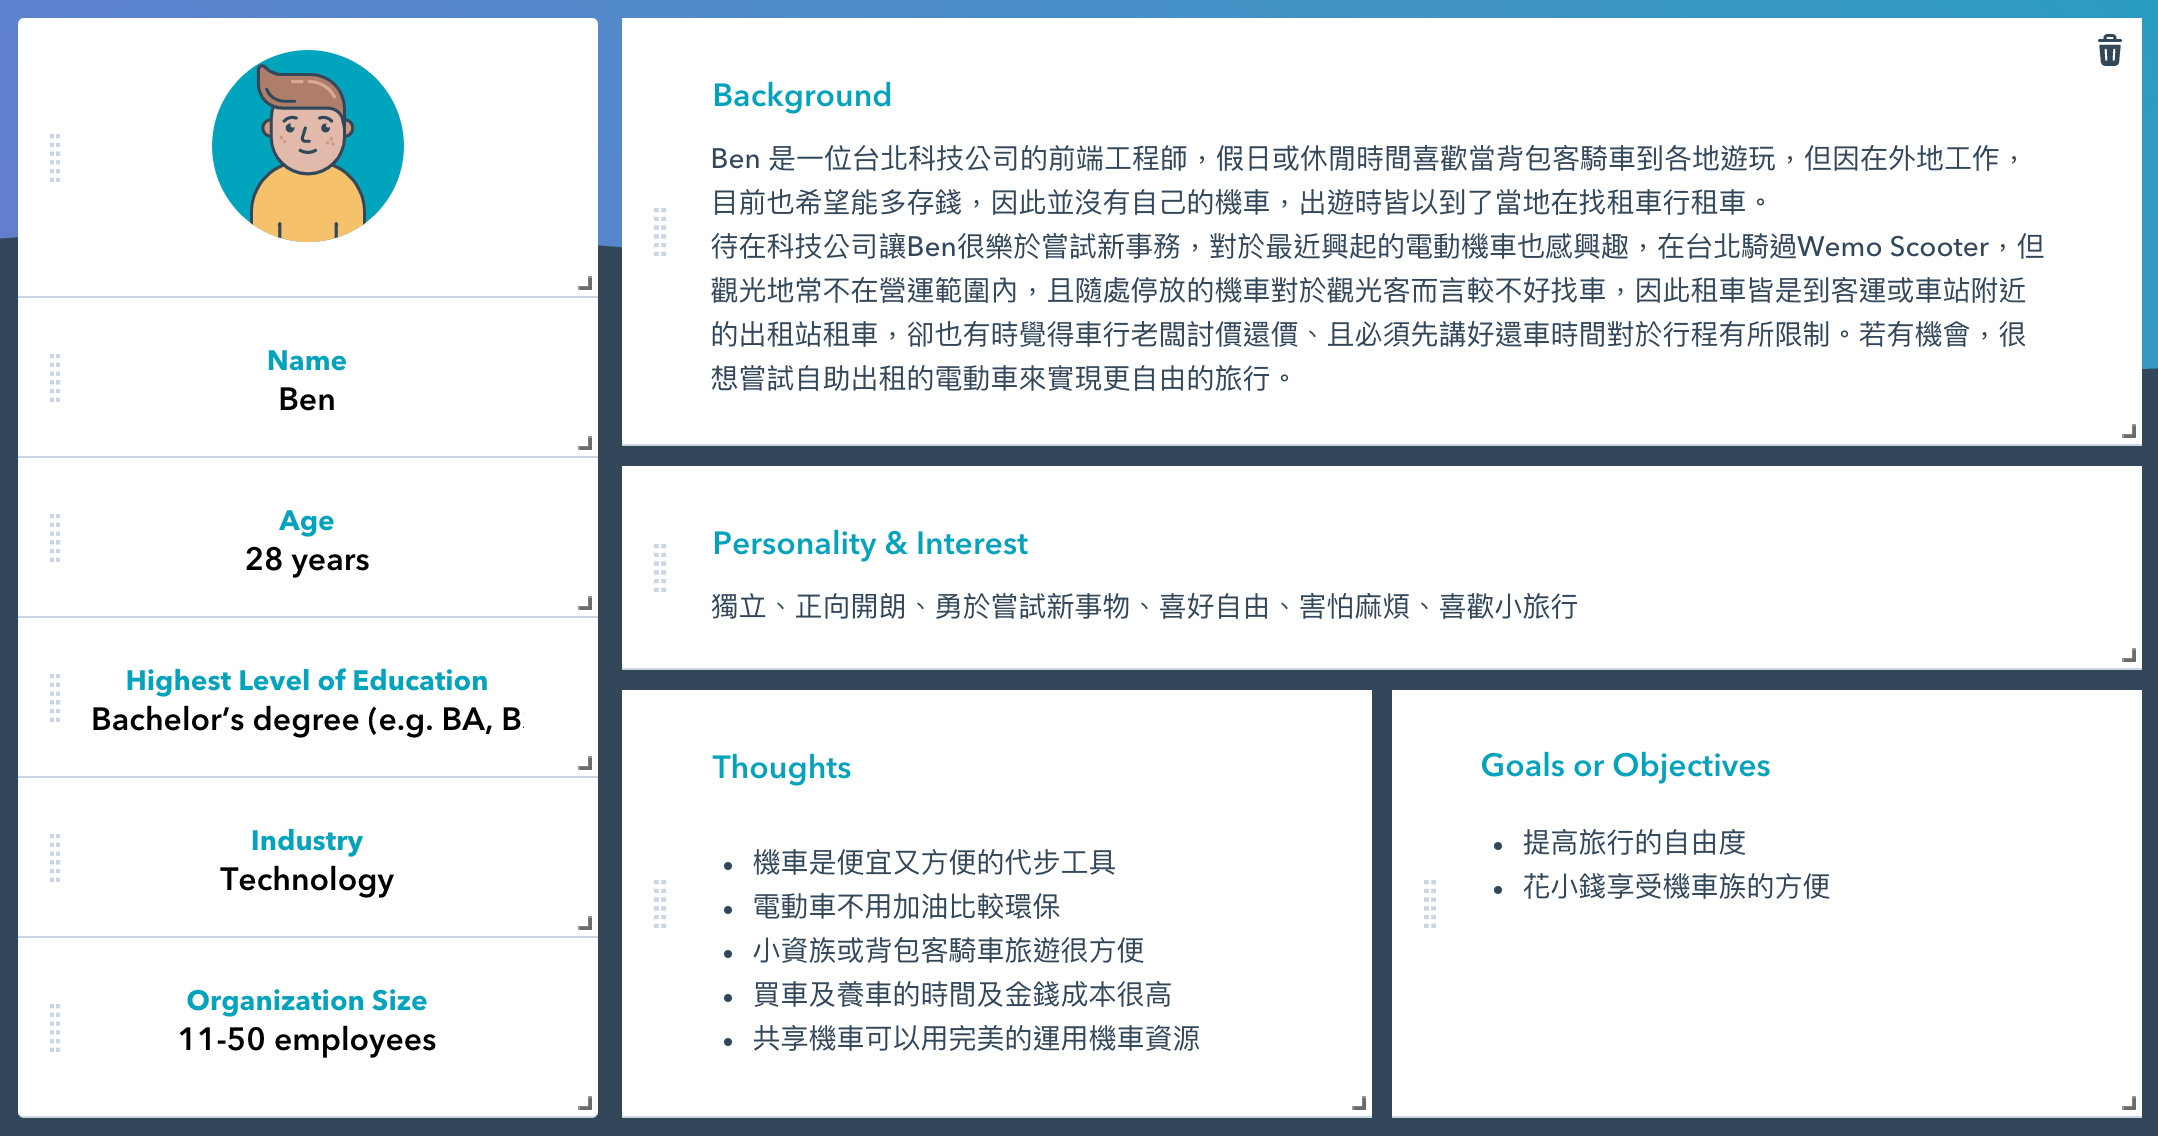 Name
Ben
Age
28 years
Highest Level of Education
Bachelor’s degree (e.g. BA, B
Industry
Technology
Organization Size
11-50 employees
Background
Ben 是一位台北科技公司的前端工程師，假日或休閒時間喜歡當背包客騎車到各地遊玩，但因在外地工作，
目前也希望能多存錢，因此並沒有自己的機車，出遊時皆以到了當地在找租車行租車。
待在科技公司讓Ben很樂於嘗試新事務，對於最近興起的電動機車也感興趣，在台北騎過Wemo Scooter，但
觀光地常不在營運範圍內，且隨處停放的機車對於觀光客而言較不好找車，因此租車皆是到客運或車站附近
的出租站租車，卻也有時覺得車行老闆討價還價、且必須先講好還車時間對於行程有所限制。若有機會，很
想嘗試自助出租的電動車來實現更自由的旅行。
Personality & Interest
獨立、正向開朗、勇於嘗試新事物、喜好自由、害怕麻煩、喜歡小旅行
Thoughts
• 機車是便宜又方便的代步工具
• 電動車不用加油比較環保
• 小資族或背包客騎車旅遊很方便
• 買車及養車的時間及金錢成本很高
• 共享機車可以用完美的運用機車資源
Goals or Objectives
• 提高旅行的自由度
• 花小錢享受機車族的方便